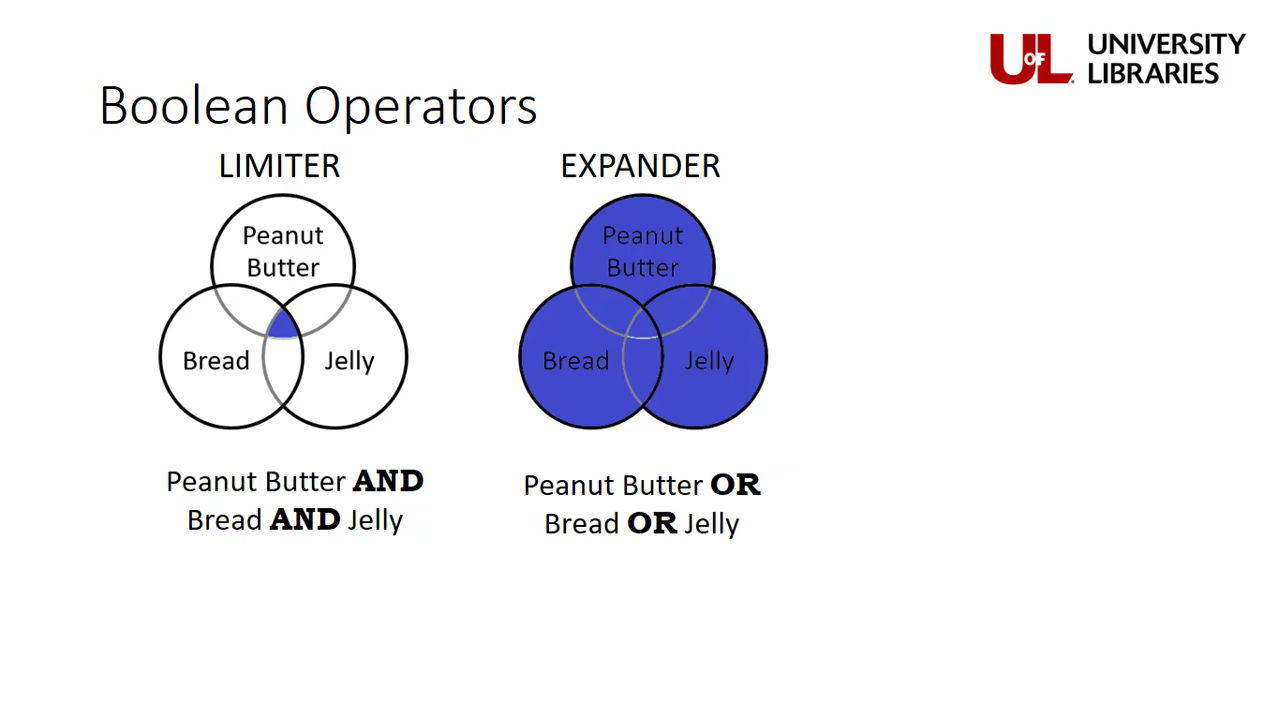 UOFL. UNIVERSITY
LIBRARIES
Boolean Operators
LIMITER
Peanut
Butter
Bread
Jelly
Peanut Butter AND
Bread AND Jelly
EXPANDER
Peanut
Butter
Bread
Jelly
Peanut Butter OR
Bread OR Jelly